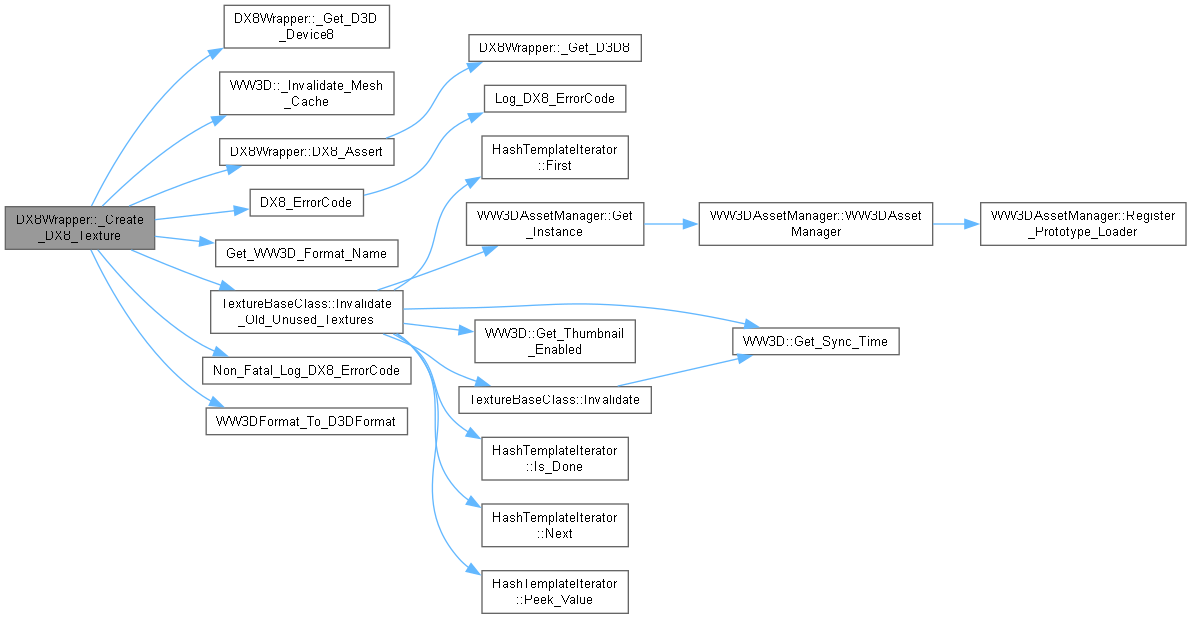 DX8Wrapper::_Create
_DX8_Texture
DX8Wrapper::_Get_D3D
_Device8
WW3D::_Invalidate_Mesh
_Cache
DX8Wrapper::DX8_Assert
DX8_ErrorCode
Get_WW3D_Format_Name
TextureBaseClass::Invalidate
_Old_Unused_Textures
Non_Fatal_Log_DX8_ErrorCode
WW3DFormat_To_D3DFormat
DX8Wrapper::_Get_D3D8
Log_DX8_ErrorCode
HashTemplateIterator
::First
WW3DAssetManager::Get
_Instance
WW3D::Get_Thumbnail
_Enabled
TextureBaseClass::Invalidate
HashTemplateIterator
::Is_Done
HashTemplateIterator
::Next
HashTemplateIterator
::Peek_Value
WW3DAssetManager::WW3DAsset
Manager
WW3D::Get_Sync_Time
WW3DAssetManager::Register
_Prototype_Loader